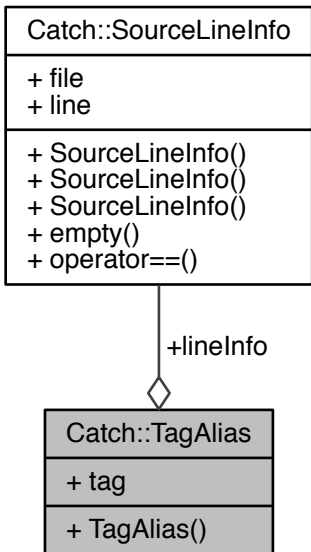 Catch::SourceLineInfo
+ file
+ line
+ SourceLineInfo()
+ SourceLineInfo()
+ SourceLineInfo()
+ empty()
+ operator==()
+lineInfo
Catch::TagAlias
+ tag
+ TagAlias()